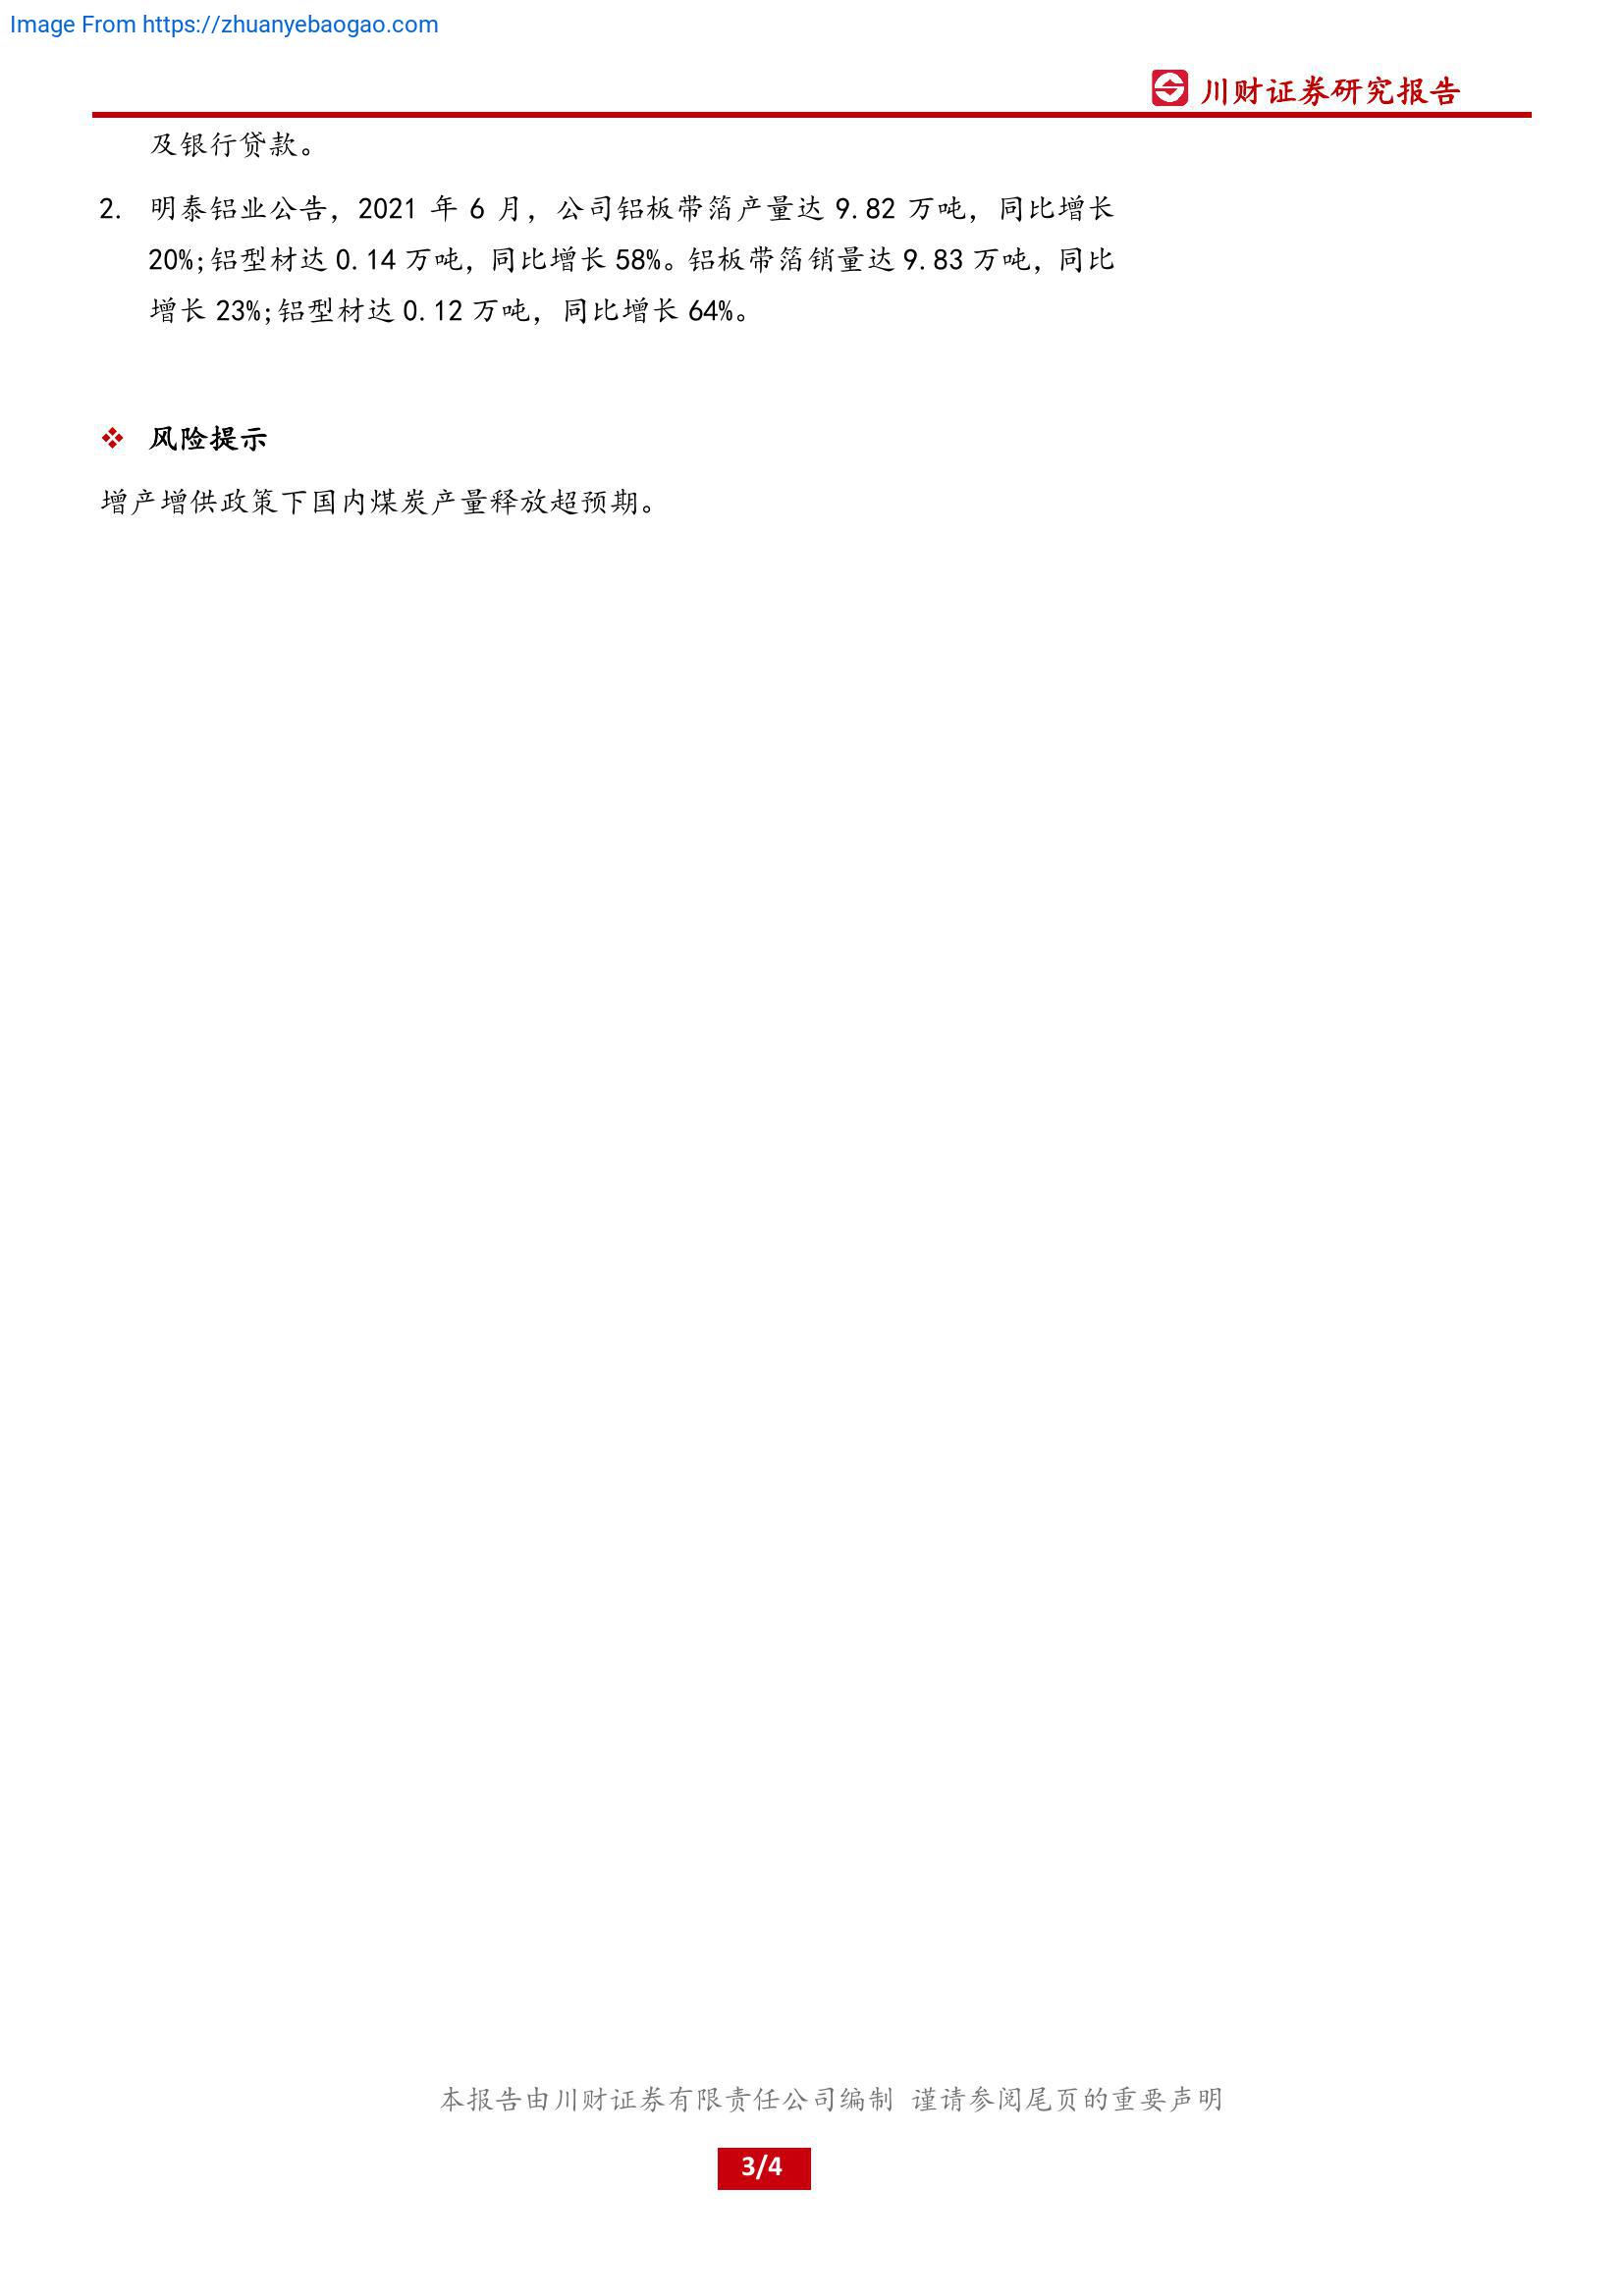 Image From https://zhuanyebaogao.com
川财证券研究报告
及银行贷款。
2. 明泰铝业公告，2021 年 6 月，公司铝板带箔产量达 9.82 万吨，同比增长
20%;铝型材达 0.14 万吨，同比增长 58%。铝板带箔销量达 9.83 万吨，同比
增长 23%;铝型材达 0.12 万吨，同比增长 64%。
风险提示
增产增供政策下国内煤炭产量释放超预期。
本报告由川财证券有限责任公司编制 谨请参阅尾页的重要声明
3/4